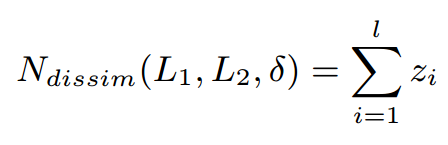 $N_{dissim}(L_1, L_2, \delta) = \sum_{i=1}^{l} z_i$